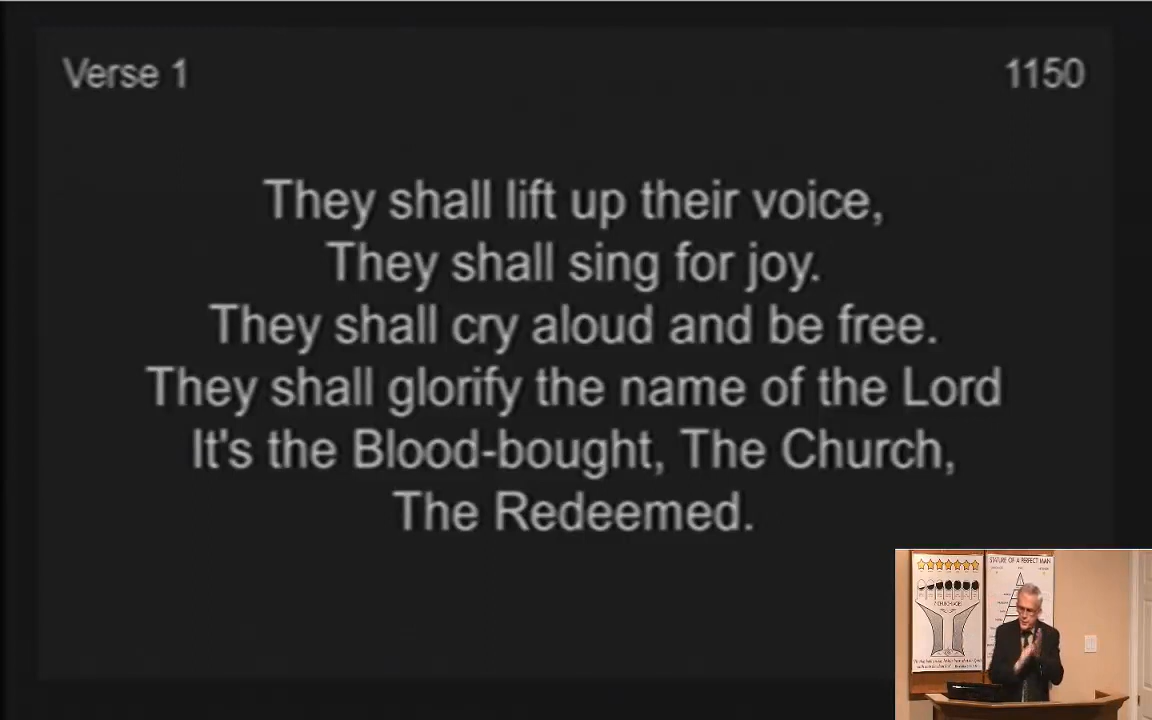 Verse 1
1150
They shall lift up their voice,
They shall sing for joy.
They shall cry aloud and be free.
They shall glorify the name of the Lord
It's the Blood-bought, The Church,
The Redeemed.
STATURE OF A PERFECT MAN